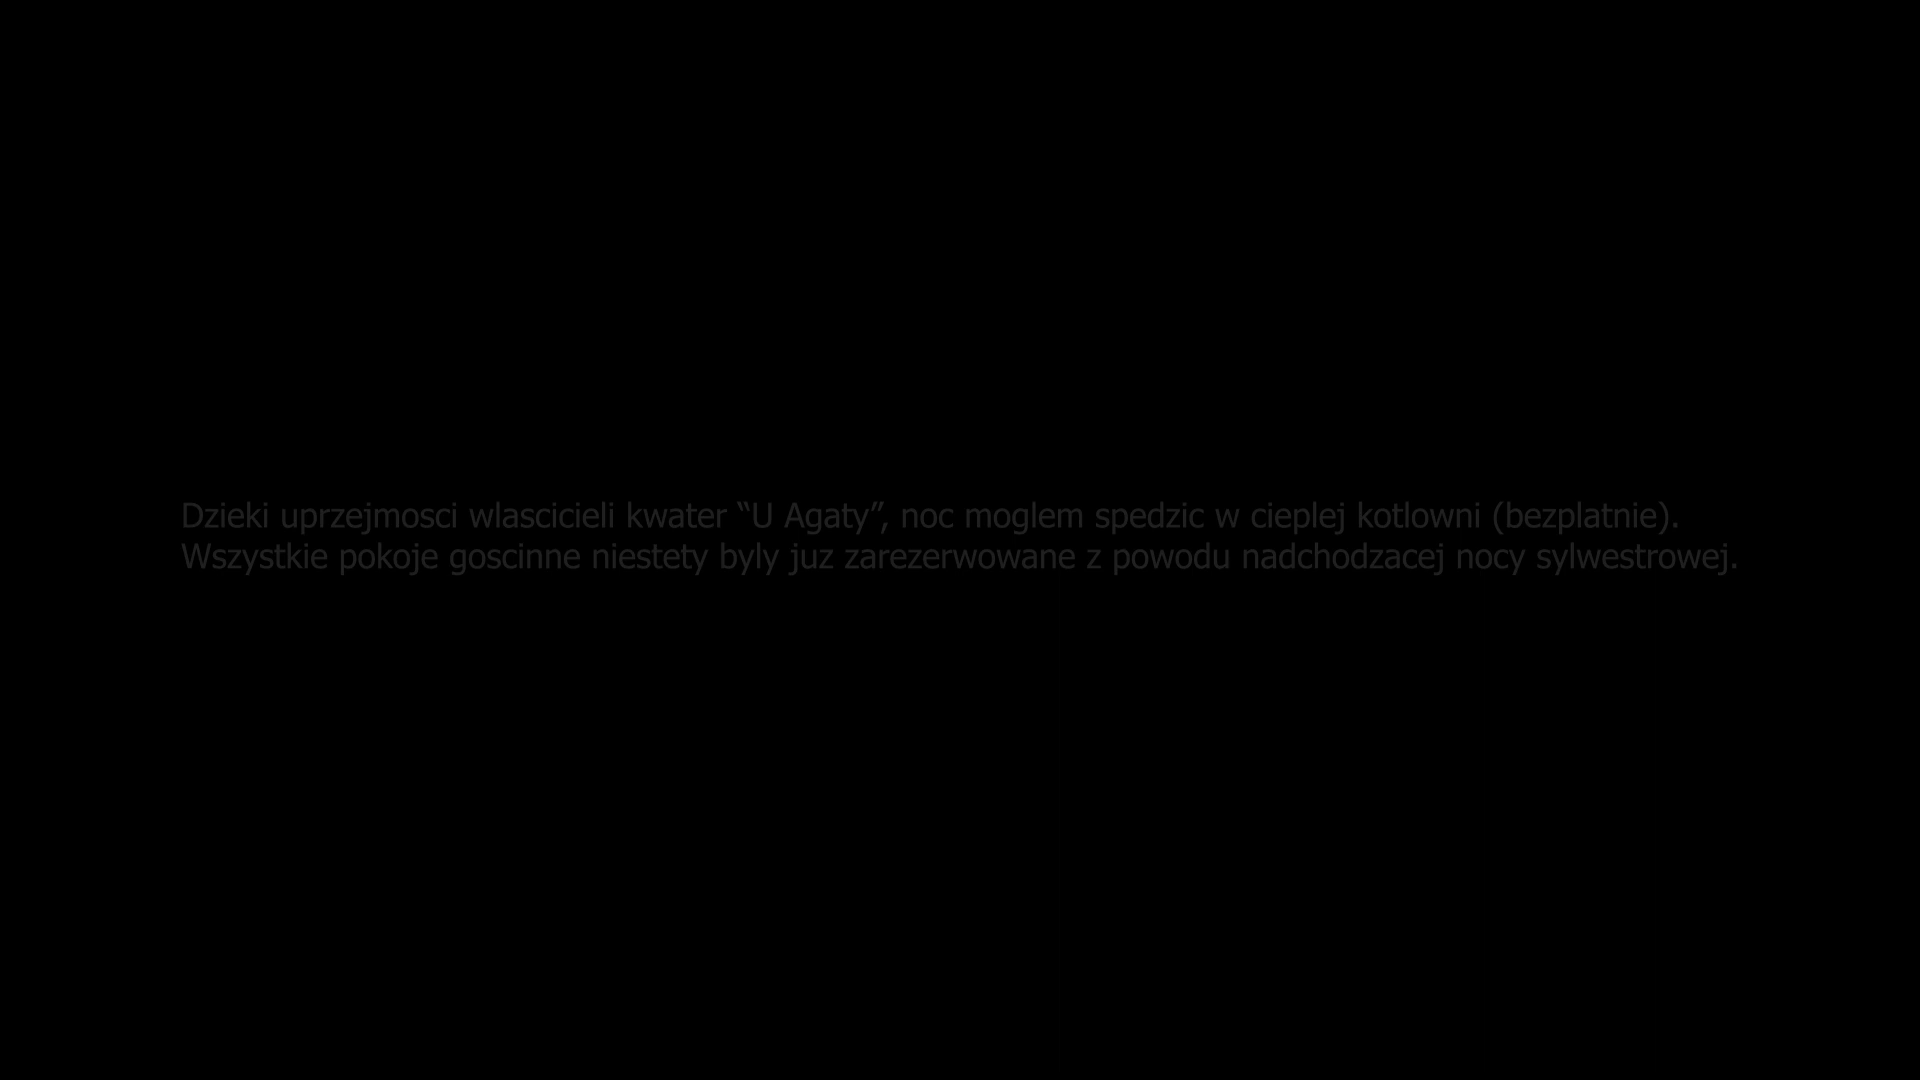 Dzieki uprzejmosci wlascicieli kwater “U Agaty”, noc moglem spedzic w cieplej kotlowni (bezplatnie).
Wszystkie pokoje goscinne niestety byly juz zarezerwowane z powodu nadchodzacej nocy sylwestrowej.